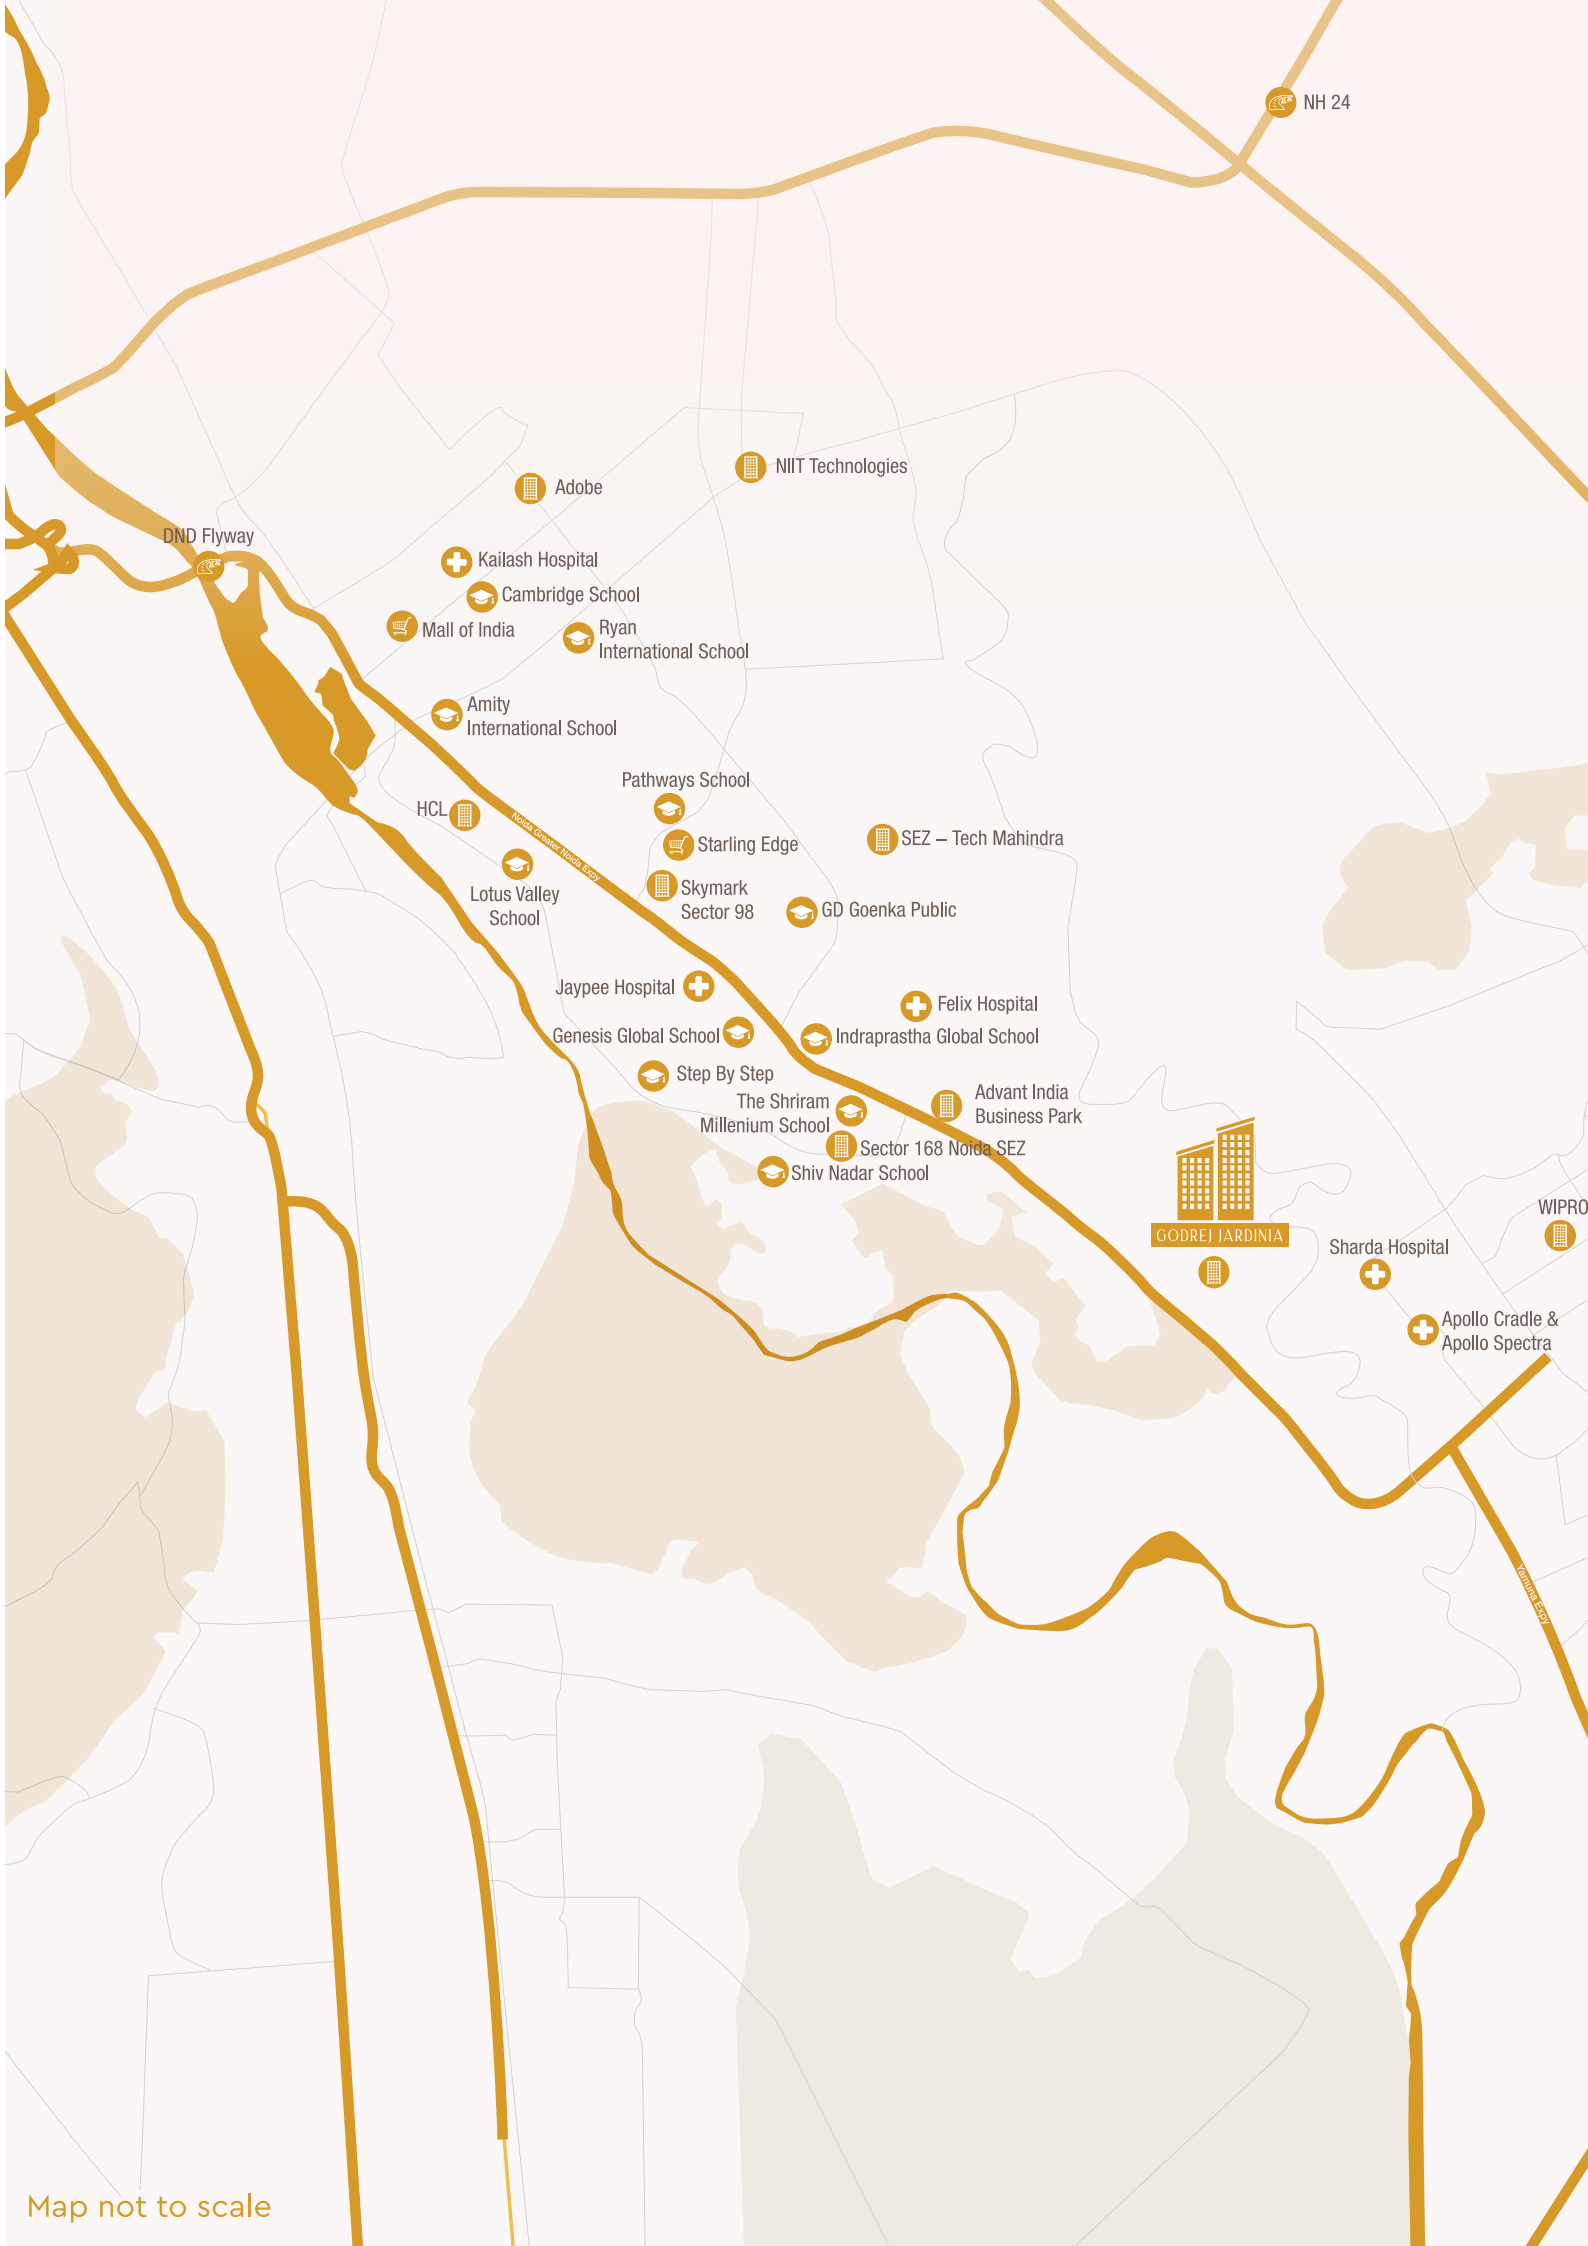 NH 24
NIIT Technologies
Adobe
DND Flyway
Kailash Hospital
Cambridge School
Mall of India
Ryan
International School
Amity
International School
Pathways School
HCL
Noida Greater Noida Expy
Starling Edge
SEZ – Tech Mahindra
Lotus Valley
School
Skymark
Sector 98
GD Goenka Public
Jaypee Hospital
Felix Hospital
Genesis Global School
Indraprastha Global School
Step By Step
The Shriram
Millenium School
Advant India
Business Park
Sector 168 Noida SEZ
Shiv Nadar School
GODREJ JARDINIA
WIPRO
Sharda Hospital
Apollo Cradle &
Apollo Spectra
Yamuna Expy
Map not to scale